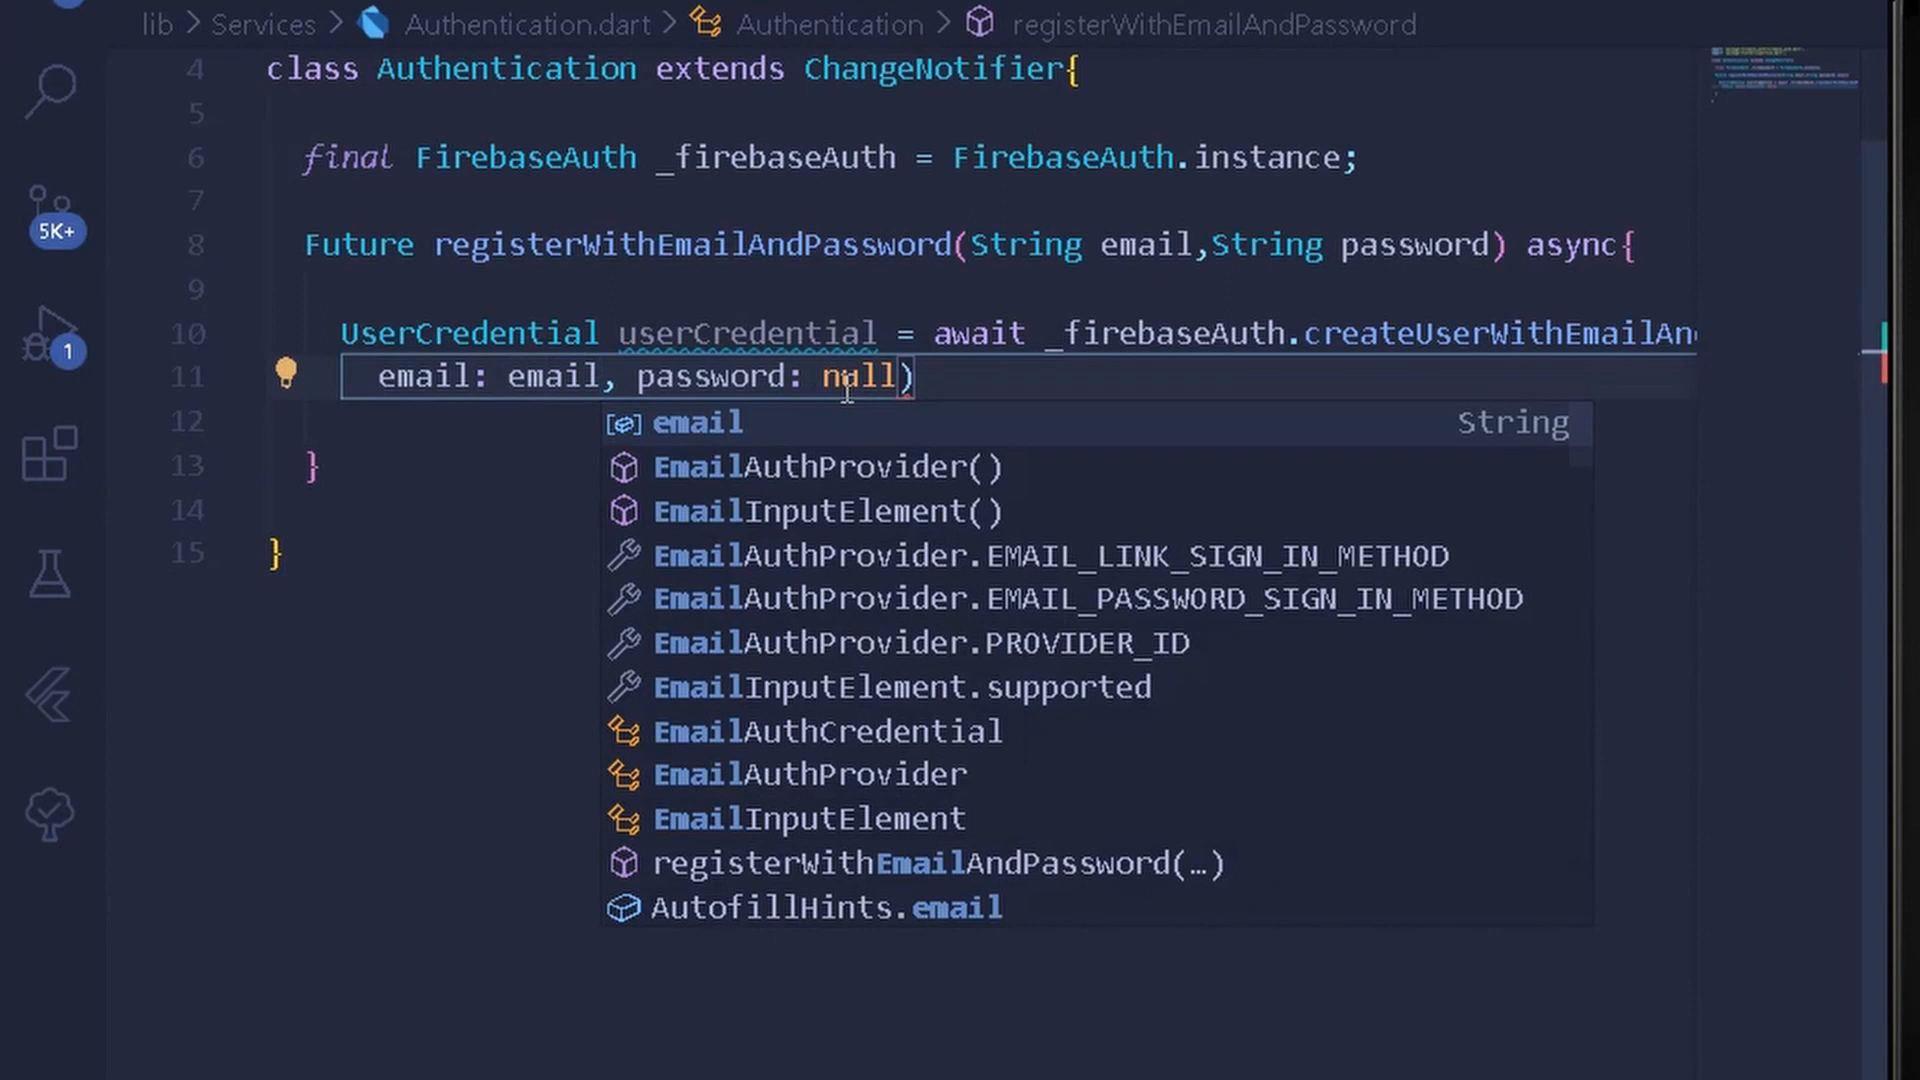 lib > Services > Authentication.dart > Authentication > registerWithEmailAndPassword
4 class Authentication extends ChangeNotifier{
5
6 final FirebaseAuth _firebaseAuth = FirebaseAuth.instance;
7
8 Future registerWithEmailAndPassword(String email,String password) async{
9
10 UserCredential userCredential = await _firebaseAuth.createUserWithEmailAn
11 email: email, password: null)
12
13 }
14
15 }
email String
EmailAuthProvider()
EmailInputElement()
EmailAuthProvider.EMAIL_LINK_SIGN_IN_METHOD
EmailAuthProvider.EMAIL_PASSWORD_SIGN_IN_METHOD
EmailAuthProvider.PROVIDER_ID
EmailInputElement.supported
EmailAuthCredential
EmailAuthProvider
EmailInputElement
registerWithEmailAndPassword(…)
AutofillHints.email
5K+
1